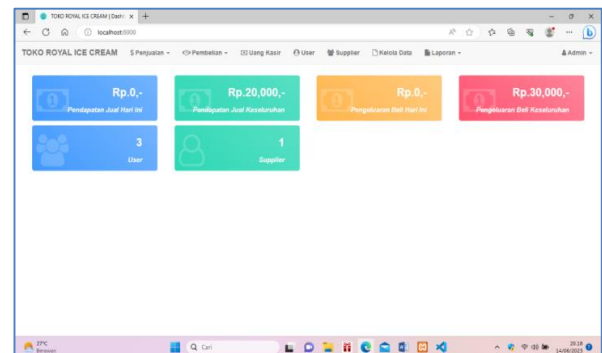 TOKO ROYAL ICE CREAM | Dashb
localhost:8000
TOKO ROYAL ICE CREAM $ Penjualan Pembelian Uang Kasir User Supplier Kelola Data Laporan Admin
Rp.0,-
Pendapatan Jual Hari Ini
Rp.20,000,-
Pendapatan Jual Keseluruhan
Rp.0,-
Pengeluaran Beli Hari Ini
Rp.30,000,-
Pengeluaran Beli Keseluruhan
3
User
1
Supplier
27°C
Berawan
Cari
20.18
14/06/2023